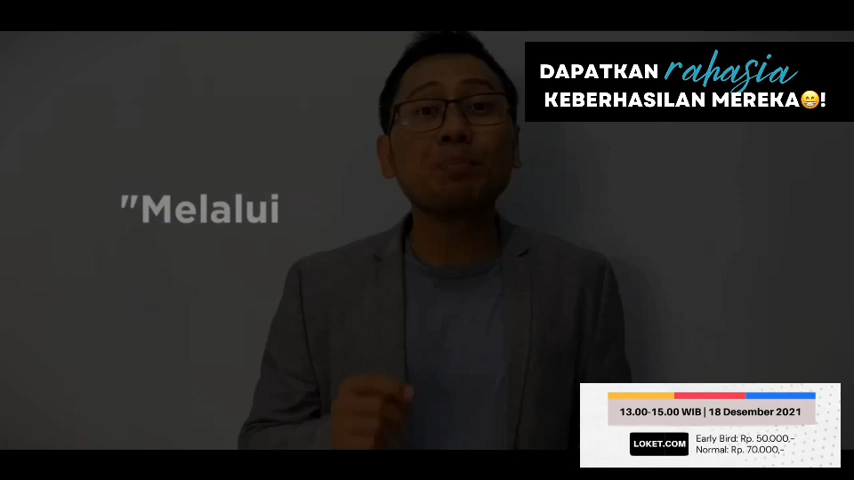 DAPATKAN rahasia
KEBERHASILAN MEREKA😁!
"Melalui
13.00-15.00 WIB | 18 Desember 2021
LOKET.COM
Early Bird: Rp. 50.000,-
Normal: Rp. 70.000,-